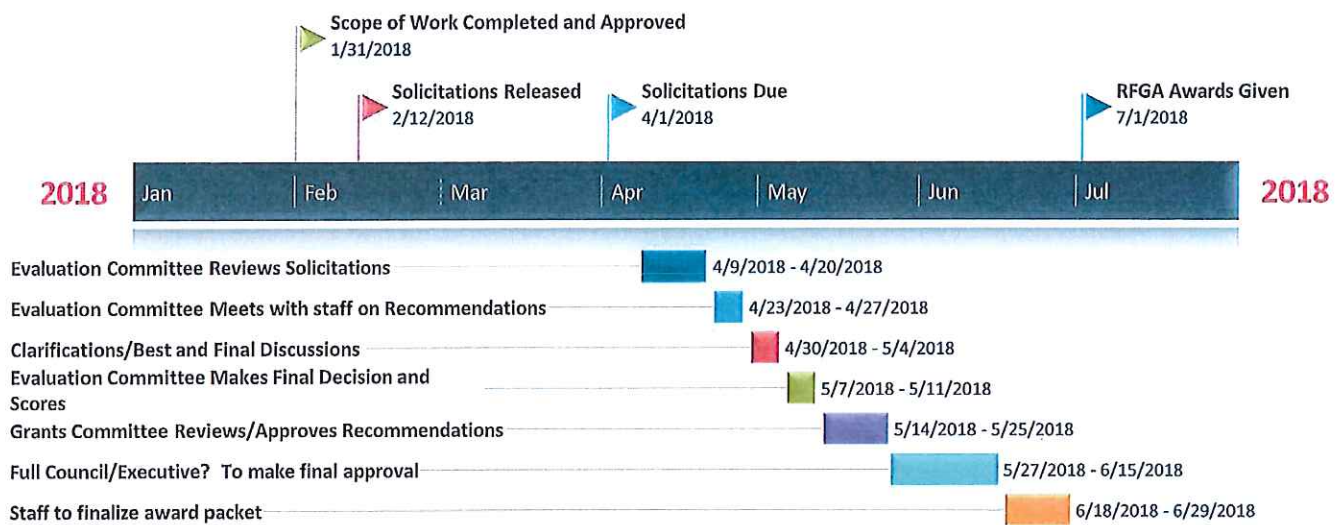 Scope of Work Completed and Approved
1/31/2018
Solicitations Released
2/12/2018
Solicitations Due
4/1/2018
RFGA Awards Given
7/1/2018
2018 Jan Feb Mar Apr May Jun Jul 2018
Evaluation Committee Reviews Solicitations 4/9/2018 - 4/20/2018
Evaluation Committee Meets with staff on Recommendations 4/23/2018 - 4/27/2018
Clarifications/Best and Final Discussions 4/30/2018 - 5/4/2018
Evaluation Committee Makes Final Decision and
Scores 5/7/2018 - 5/11/2018
Grants Committee Reviews/Approves Recommendations 5/14/2018 - 5/25/2018
Full Council/Executive? To make final approval 5/27/2018 - 6/15/2018
Staff to finalize award packet 6/18/2018 - 6/29/2018